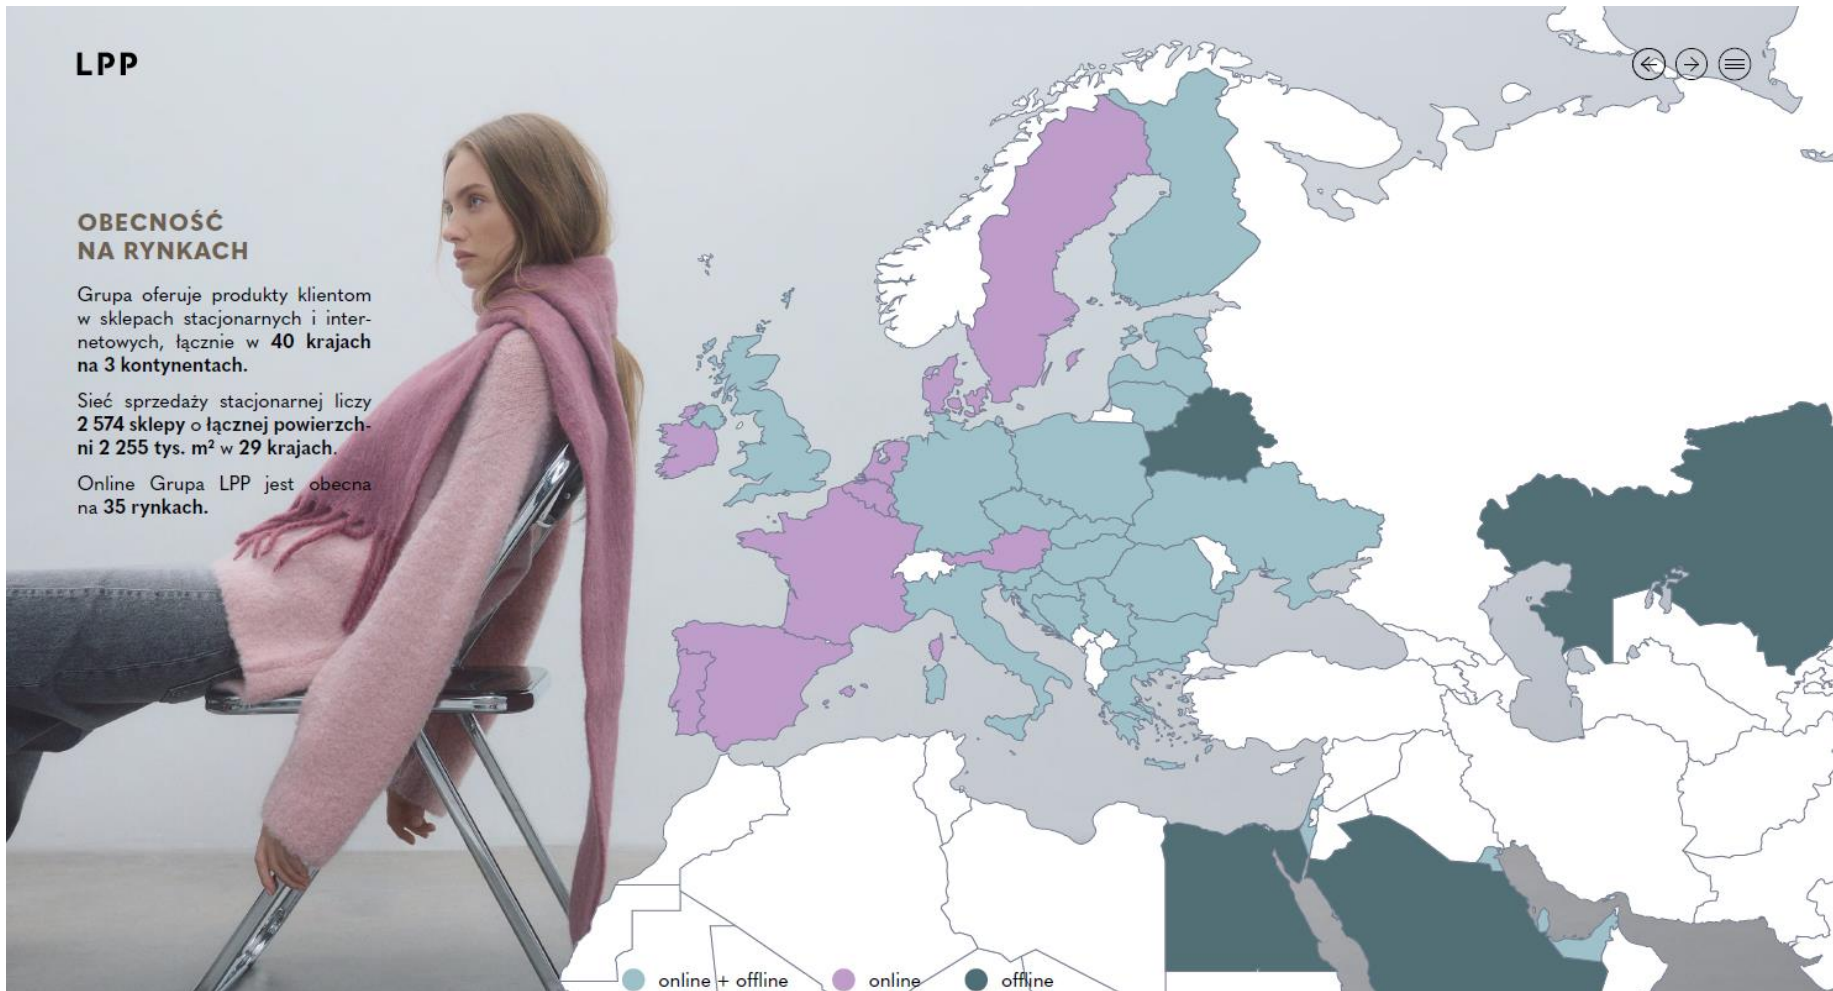 LPP
OBECNOŚĆ
NA RYNKACH
Grupa oferuje produkty klientom
w sklepach stacjonarnych i inter-
netowych, łącznie w 40 krajach
na 3 kontynentach.
Sieć sprzedaży stacjonarnej liczy
2 574 sklepy o łącznej powierzch-
ni 2 255 tys. m² w 29 krajach.
Online Grupa LPP jest obecna
na 35 rynkach.
online + offline online offline